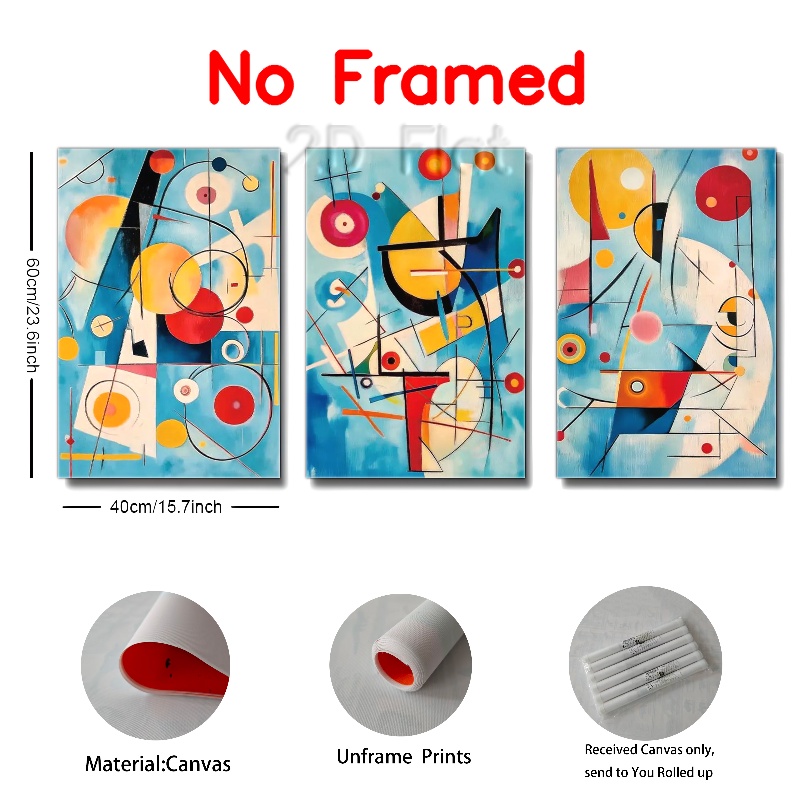 No Framed
2D Flat
60cm/23.6inch
40cm/15.7inch
Material:Canvas
Unframe Prints
Received Canvas only,
send to You Rolled up